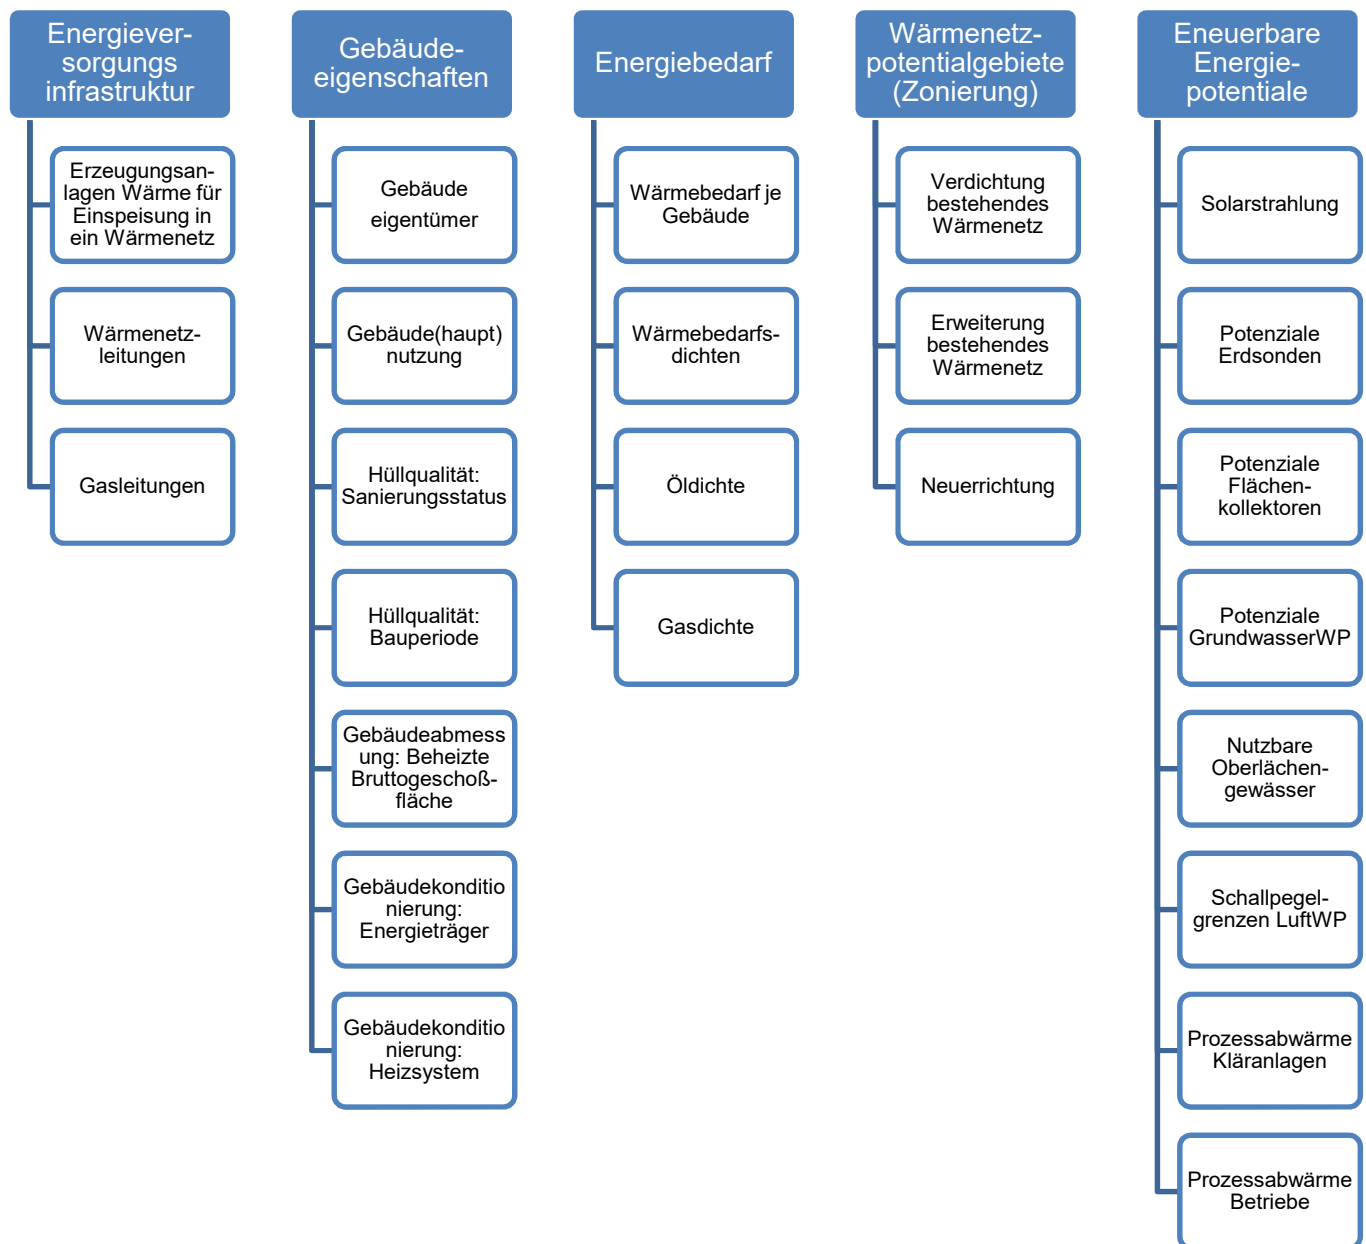 Energiever-
sorgungs
infrastruktur
Erzeugungsan-
lagen Wärme für
Einspeisung in
ein Wärmenetz
Wärmenetz-
leitungen
Gasleitungen
Gebäude-
eigenschaften
Gebäude
eigentümer
Gebäude(haupt)
nutzung
Hüllqualität:
Sanierungsstatus
Hüllqualität:
Bauperiode
Gebäudeabmess
ung: Beheizte
Bruttogeschoß-
fläche
Gebäudekonditio
nierung:
Energieträger
Gebäudekonditio
nierung:
Heizsystem
Energiebedarf
Wärmebedarf je
Gebäude
Wärmebedarfs-
dichten
Öldichte
Gasdichte
Wärmenetz-
potentialgebiete
(Zonierung)
Verdichtung
bestehendes
Wärmenetz
Erweiterung
bestehendes
Wärmenetz
Neuerrichtung
Eneuerbare
Energie-
potentiale
Solarstrahlung
Potenziale
Erdsonden
Potenziale
Flächen-
kollektoren
Potenziale
GrundwasserWP
Nutzbare
Oberlächen-
gewässer
Schallpegel-
grenzen LuftWP
Prozessabwärme
Kläranlagen
Prozessabwärme
Betriebe